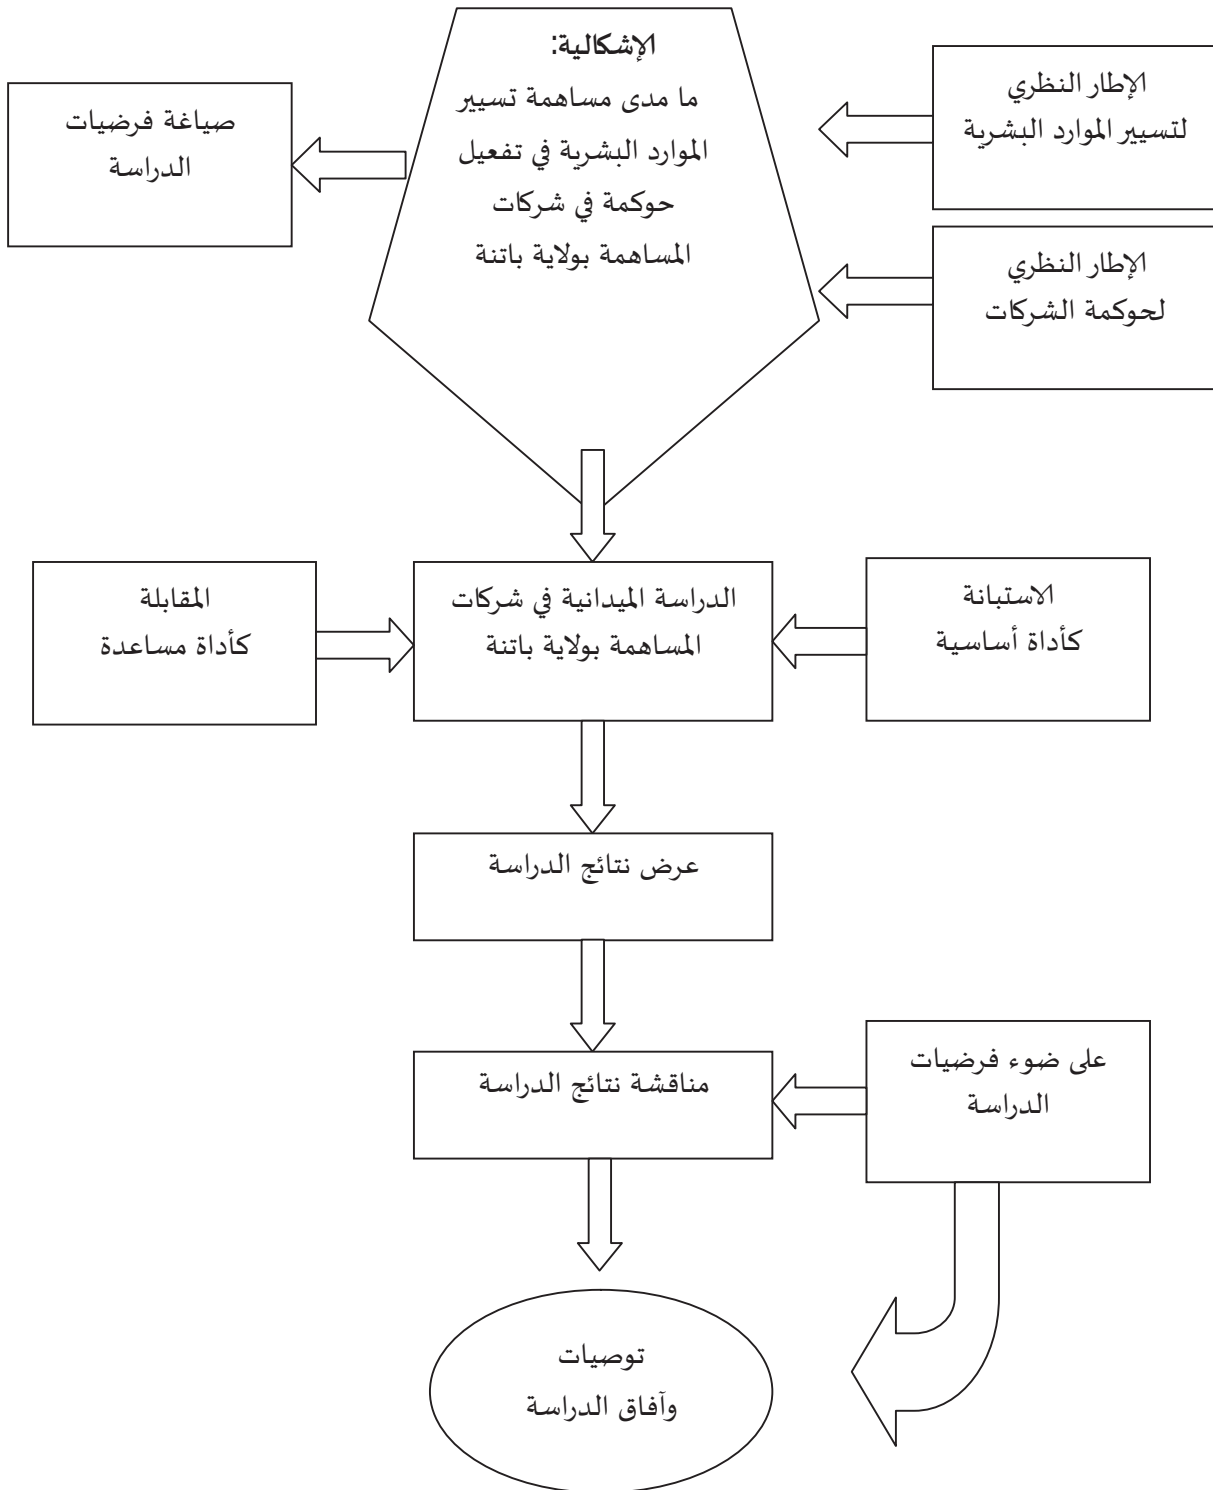 الإشكالية:
ما مدى مساهمة تسيير
الموارد البشرية في تفعيل
حوكمة في شركات
المساهمة بولاية باتنة
الإطار النظري
لتسيير الموارد البشرية
الإطار النظري
لحوكمة الشركات
صياغة فرضيات
الدراسة
الاستبانة
كأداة أساسية
الدراسة الميدانية في شركات
المساهمة بولاية باتنة
المقابلة
كأداة مساعدة
عرض نتائج الدراسة
على ضوء فرضيات
الدراسة
مناقشة نتائج الدراسة
توصيات
وآفاق الدراسة